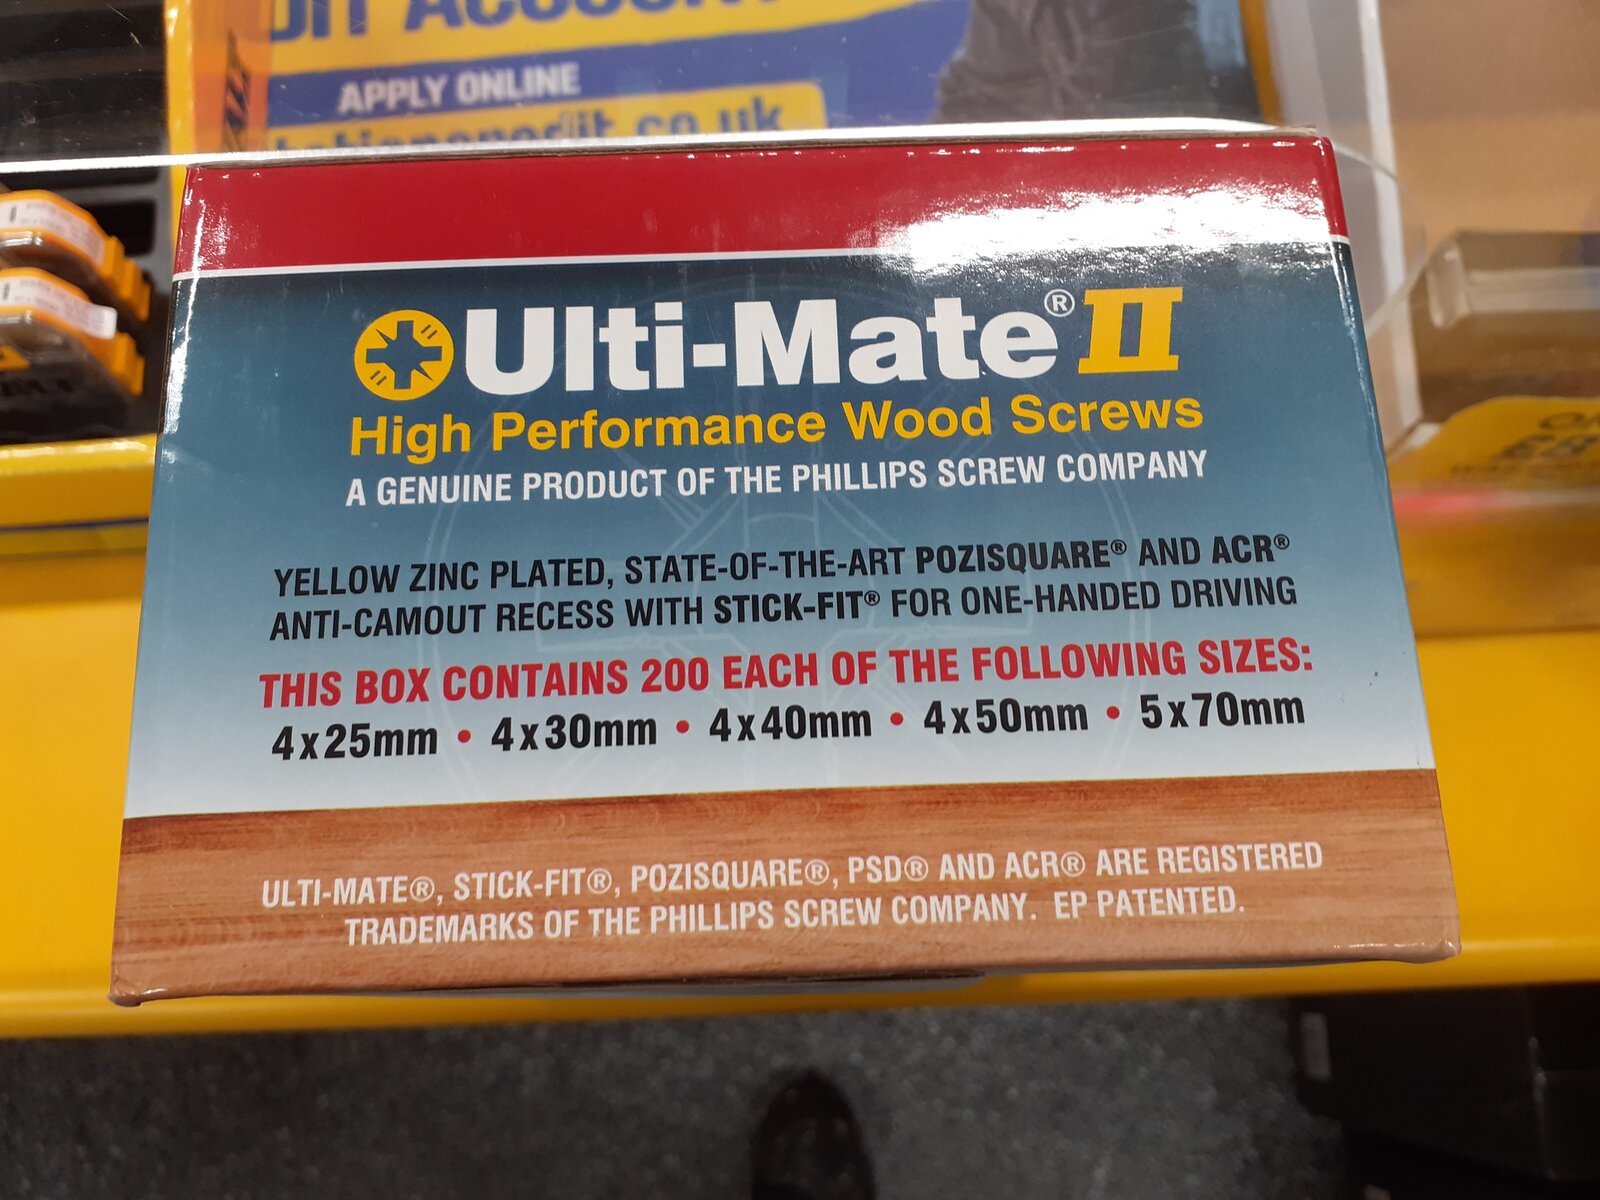 ACCOUNT
APPLY ONLINE
Ulti-Mate® II
High Performance Wood Screws
A GENUINE PRODUCT OF THE PHILLIPS SCREW COMPANY
YELLOW ZINC PLATED, STATE-OF-THE-ART POZISQUARE® AND ACR®
ANTI-CAMOUT RECESS WITH STICK-FIT® FOR ONE-HANDED DRIVING
THIS BOX CONTAINS 200 EACH OF THE FOLLOWING SIZES:
4x25mm • 4x30mm • 4x40mm • 4x50mm • 5x70mm
ULTI-MATE®, STICK-FIT®, POZISQUARE®, PSD® AND ACR® ARE REGISTERED
TRADEMARKS OF THE PHILLIPS SCREW COMPANY. EP PATENTED.